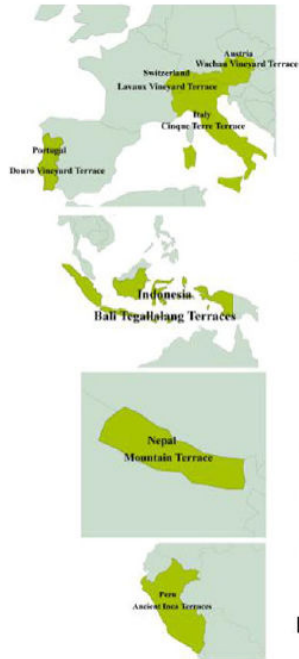 Austria
Wachau Vineyard Terrace
Switzerland
Lavaux Vineyard Terrace
Italy
Cinque Terre Terrace
Portugal
Douro Vineyard Terrace
Indonesia
Bali Tegallalang Terraces
Nepal
Mountain Terrace
Peru
Ancient Inca Terraces